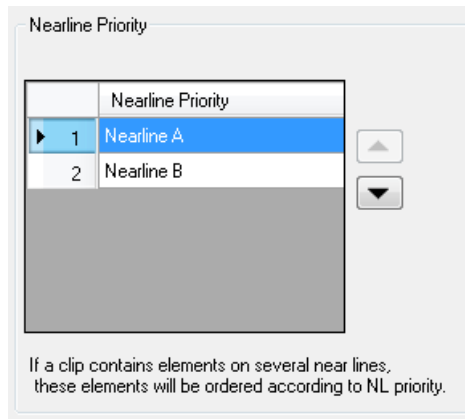 Nearline Priority
Nearline Priority
1 Nearline A
2 Nearline B
If a clip contains elements on several near lines,
these elements will be ordered according to NL priority.